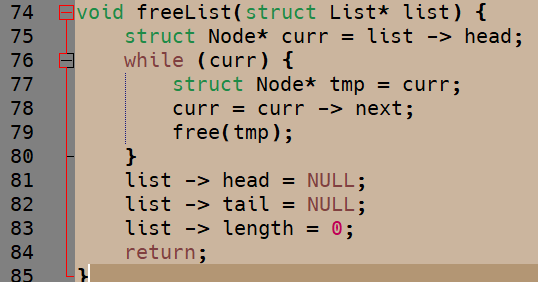 74 void freeList(struct List* list) {
75     struct Node* curr = list -> head;
76     while (curr) {
77         struct Node* tmp = curr;
78         curr = curr -> next;
79         free(tmp);
80     }
81     list -> head = NULL;
82     list -> tail = NULL;
83     list -> length = 0;
84     return;
85 }